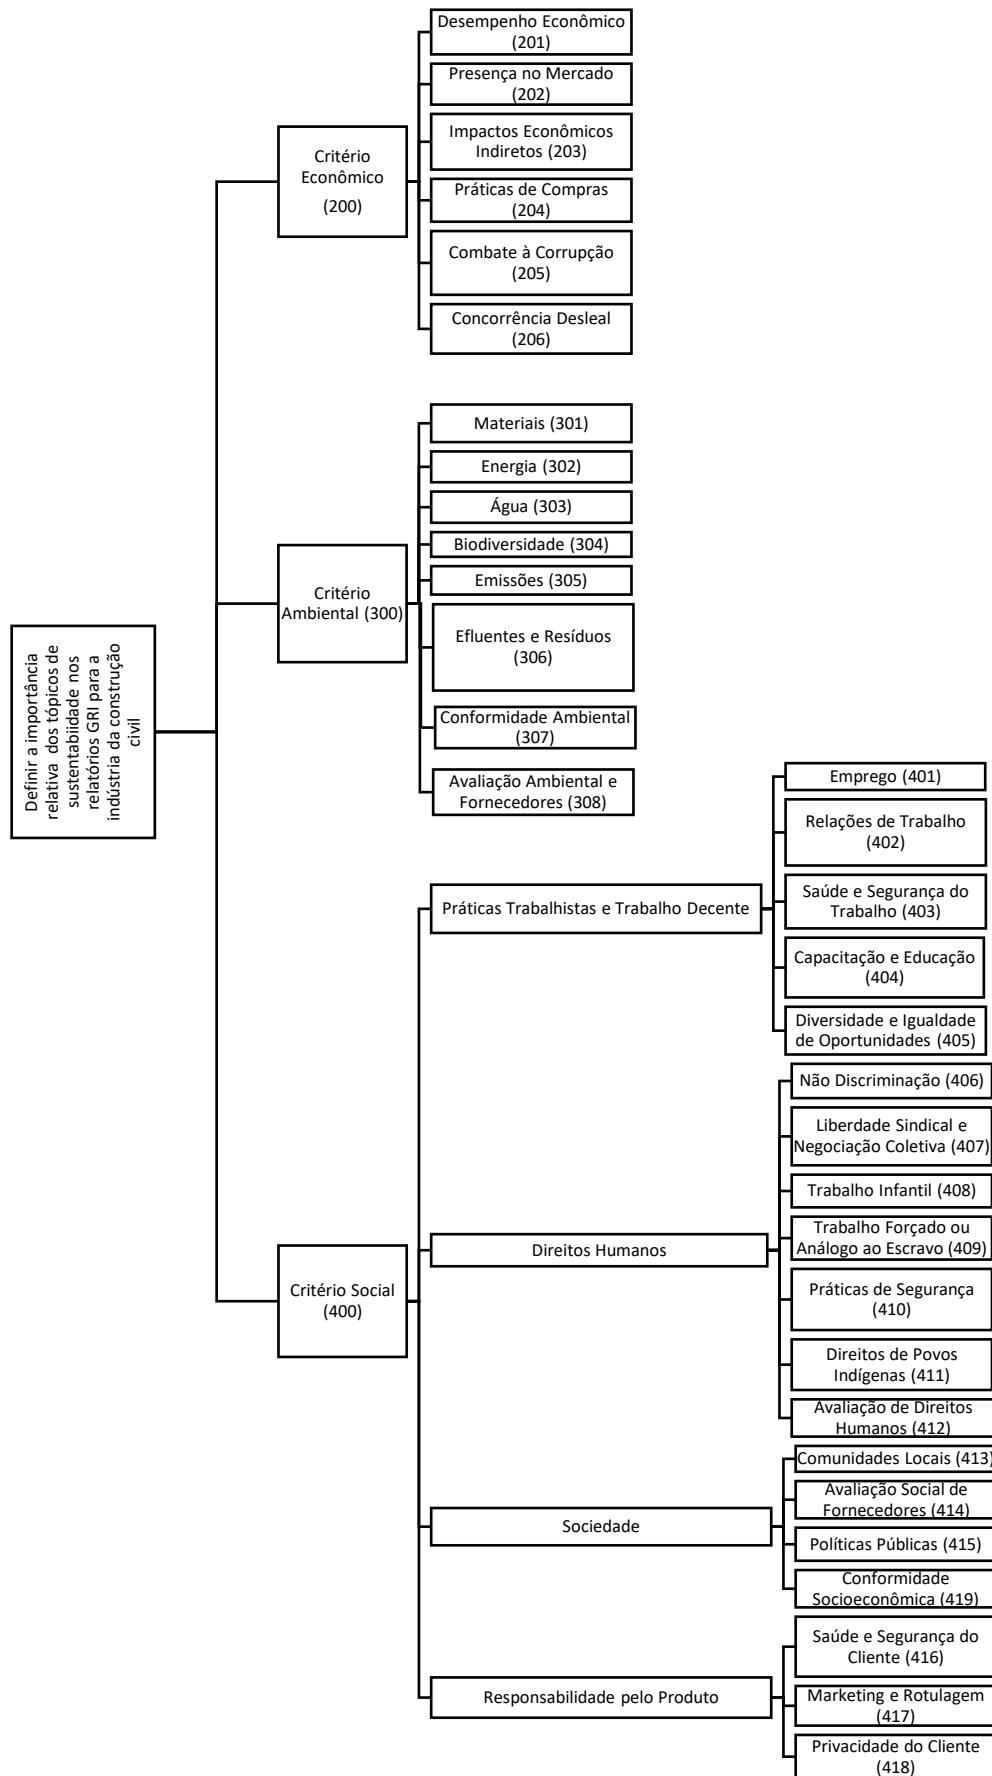 Definir a importância
relativa dos tópicos de
sustentabiidade nos
relatórios GRI para a
indústria da construção
civil
Critério
Econômico
(200)
Desempenho Econômico
(201)
Presença no Mercado
(202)
Impactos Econômicos
Indiretos (203)
Práticas de Compras
(204)
Combate à Corrupção
(205)
Concorrência Desleal
(206)
Critério
Ambiental (300)
Materiais (301)
Energia (302)
Água (303)
Biodiversidade (304)
Emissões (305)
Efluentes e Resíduos
(306)
Conformidade Ambiental
(307)
Avaliação Ambiental e
Fornecedores (308)
Critério Social
(400)
Práticas Trabalhistas e Trabalho Decente
Emprego (401)
Relações de Trabalho
(402)
Saúde e Segurança do
Trabalho (403)
Capacitação e Educação
(404)
Diversidade e Igualdade
de Oportunidades (405)
Direitos Humanos
Não Discriminação (406)
Liberdade Sindical e
Negociação Coletiva (407)
Trabalho Infantil (408)
Trabalho Forçado ou
Análogo ao Escravo (409)
Práticas de Segurança
(410)
Direitos de Povos
Indígenas (411)
Avaliação de Direitos
Humanos (412)
Sociedade
Comunidades Locais (413)
Avaliação Social de
Fornecedores (414)
Políticas Públicas (415)
Conformidade
Socioeconômica (419)
Responsabilidade pelo Produto
Saúde e Segurança do
Cliente (416)
Marketing e Rotulagem
(417)
Privacidade do Cliente
(418)